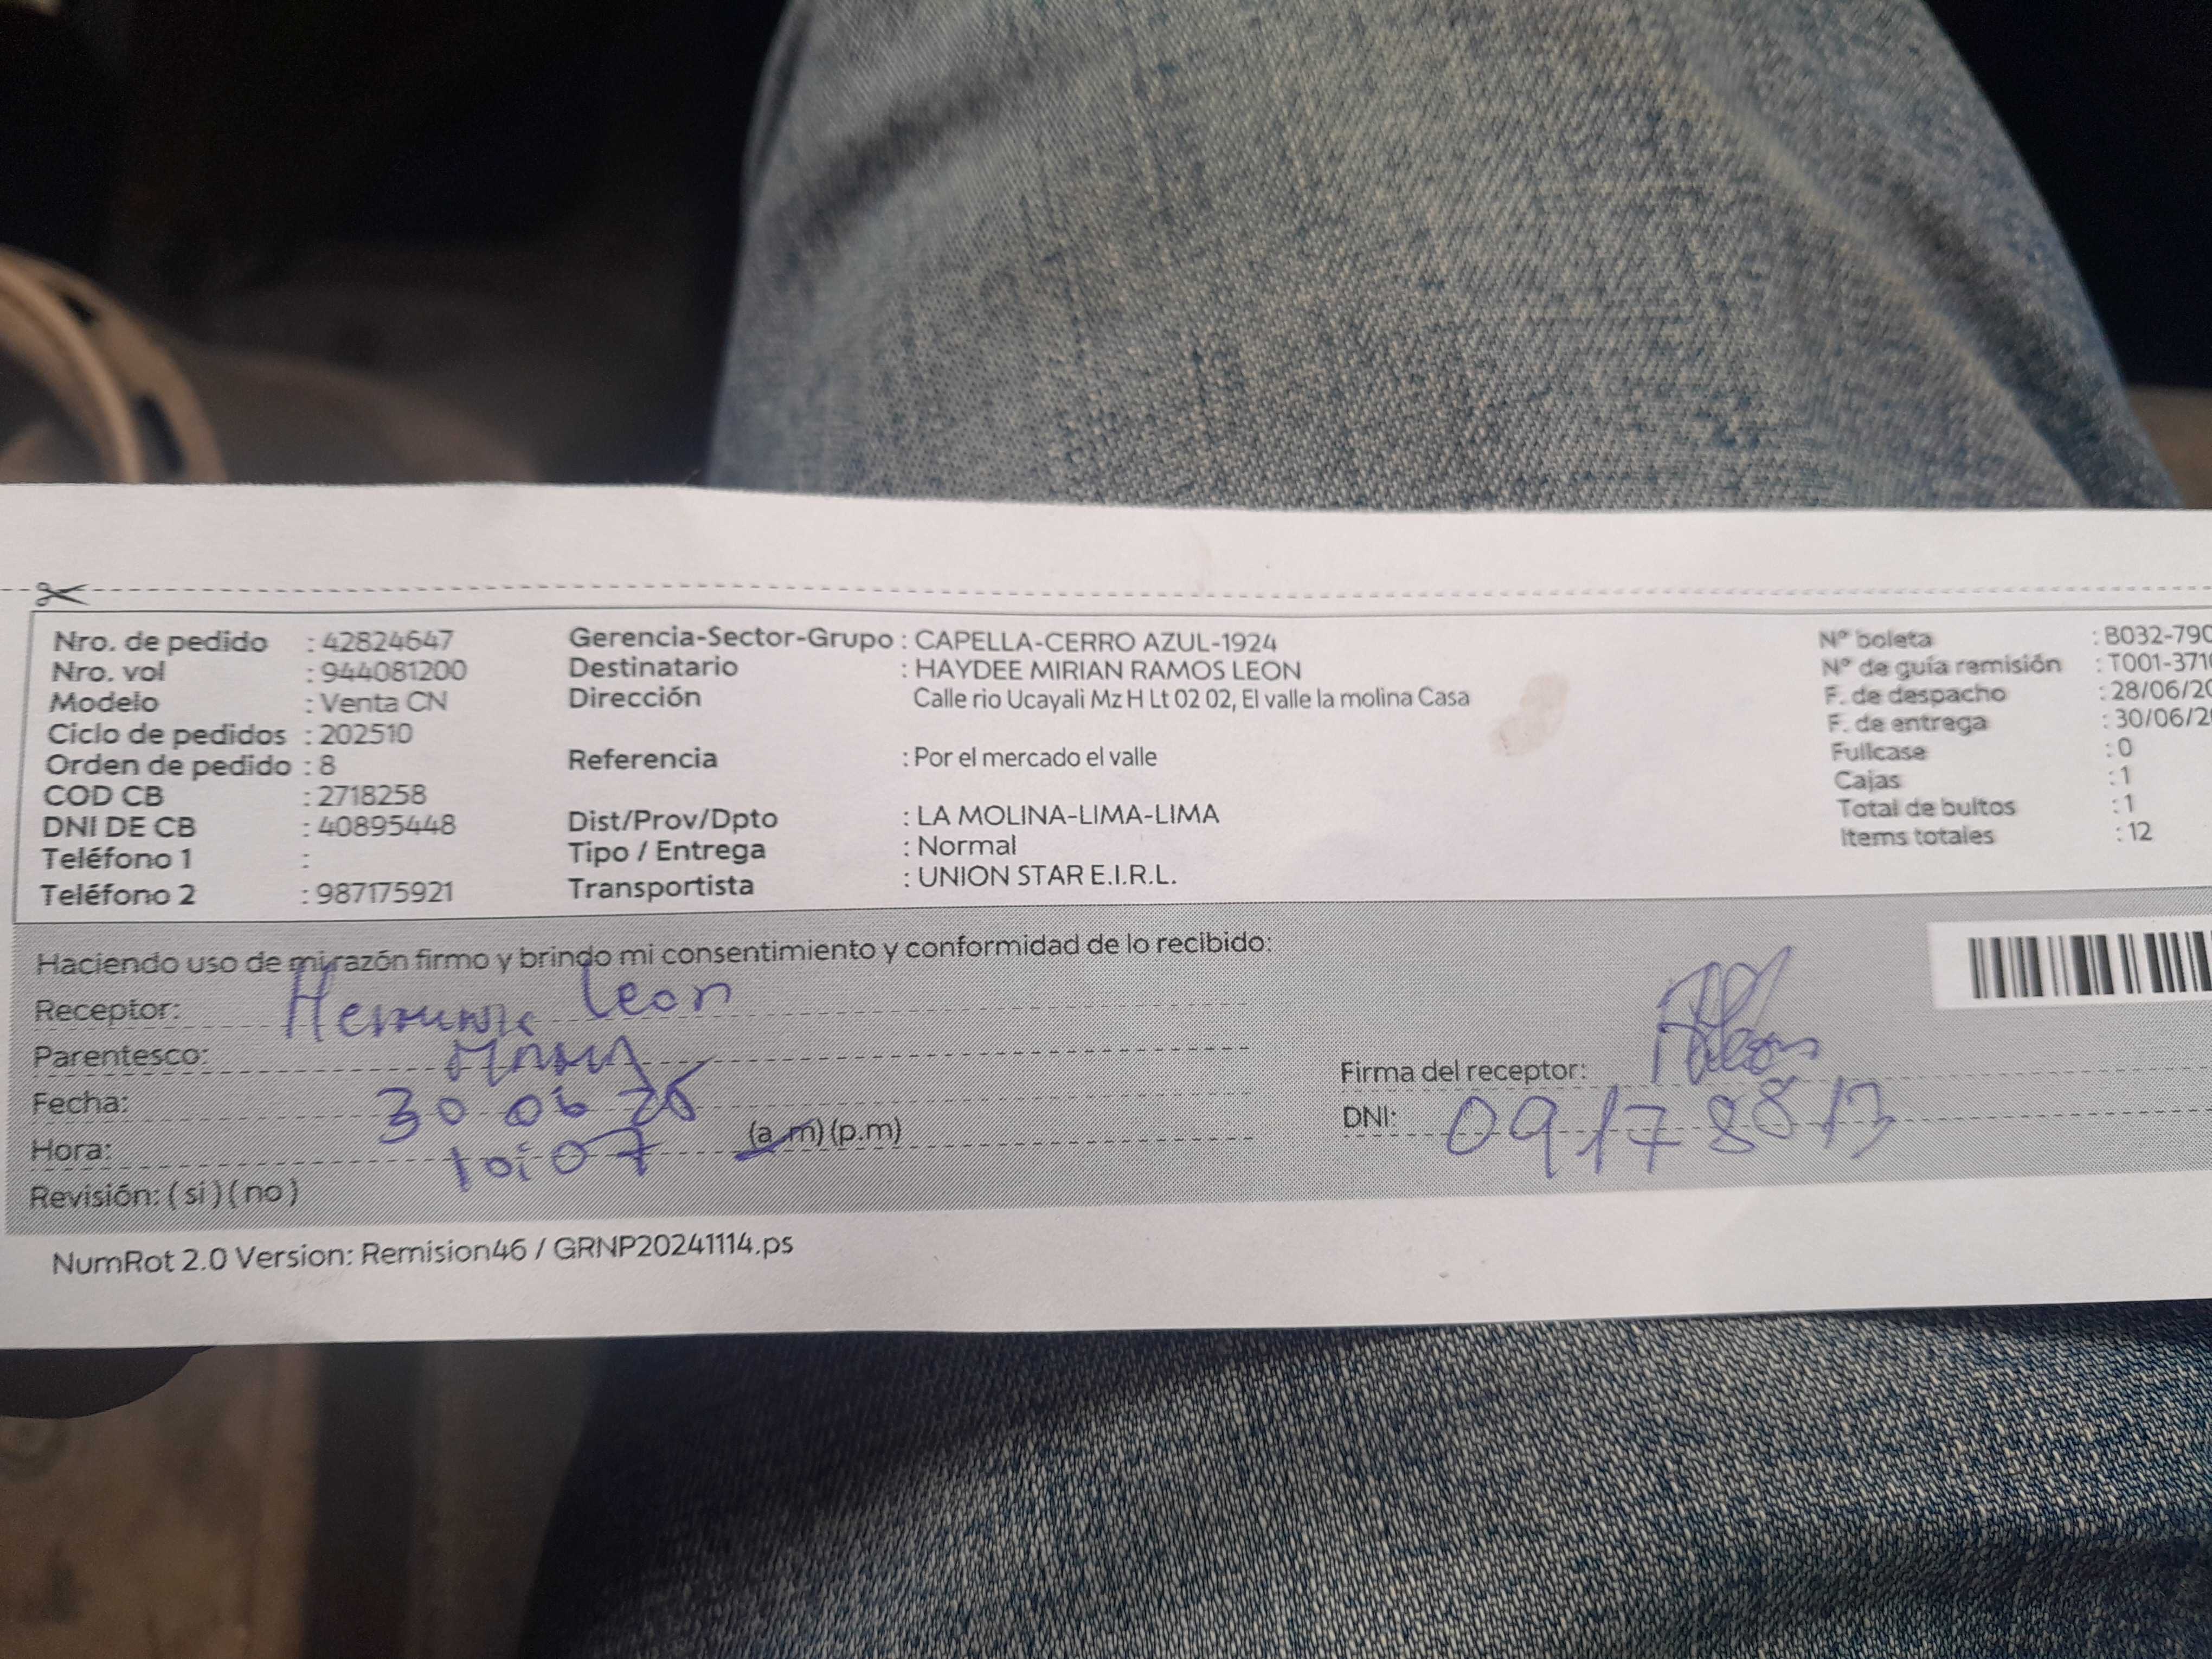 Nro. de pedido : 42824647 Gerencia-Sector-Grupo : CAPELLA-CERRO AZUL-1924 N° boleta : B032-790
Nro. vol : 944081200 Destinatario : HAYDEE MIRIAN RAMOS LEON N° de guía remisión : T001-371
Modelo : Venta CN Dirección Calle rio Ucayali Mz H Lt 02 02, El valle la molina Casa F. de despacho : 28/06/20
Ciclo de pedidos : 202510 F. de entrega : 30/06/2
Orden de pedido : 8 Referencia : Por el mercado el valle Fullcase : 0
COD CB : 2718258 Cajas : 1
DNI DE CB : 40895448 Dist/Prov/Dpto : LA MOLINA-LIMA-LIMA Total de bultos : 1
Teléfono 1 : Tipo / Entrega : Normal Items totales : 12
Teléfono 2 : 987175921 Transportista : UNION STAR E.I.R.L.
Haciendo uso de mi razón firmo y brindo mi consentimiento y conformidad de lo recibido:
Receptor: Leon
Parentesco:
Fecha: 30 06 Firma del receptor:
Hora: 10:07 (a.m) (p.m) DNI: 09178813
Revisión: ( si ) ( no )
NumRot 2.0 Version: Remision46 / GRNP20241114.ps